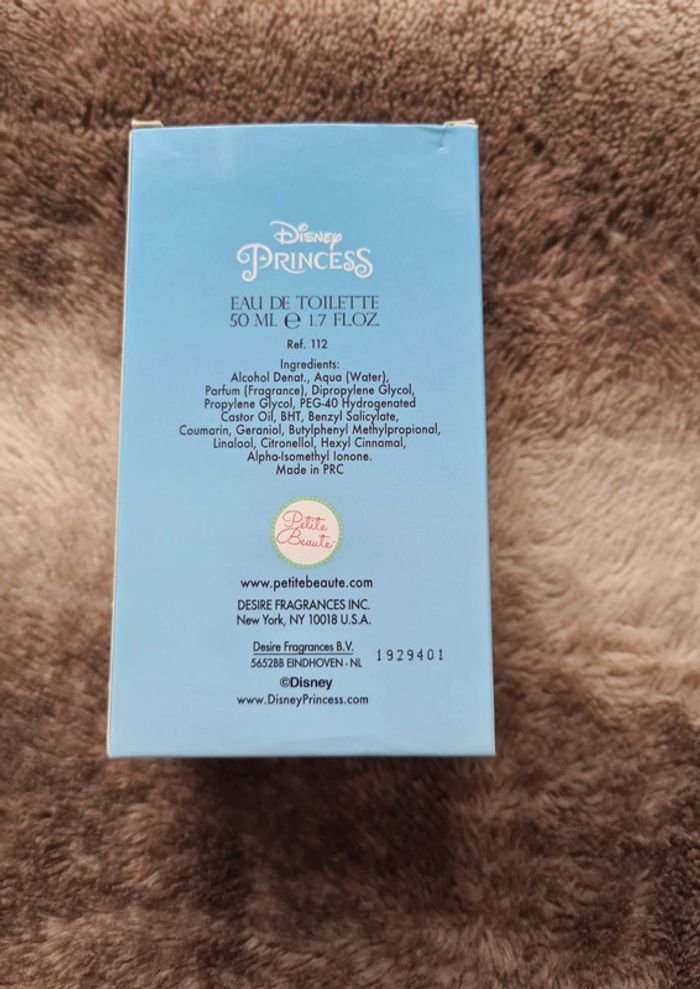 Disney
PRINCESS
EAU DE TOILETTE
50 ML e 1.7 FLOZ
Ref. 112
Ingredients:
Alcohol Denat., Aqua (Water),
Parfum (Fragrance), Dipropylene Glycol,
Propylene Glycol, PEG-40 Hydrogenated
Castor Oil, BHT, Benzyl Salicylate,
Coumarin, Geraniol, Butylphenyl Methylpropional,
Linalool, Citronellol, Hexyl Cinnamal,
Alpha-Isomethyl Ionone.
Made in PRC
Petite
Beaute
www.petitebeaute.com
DESIRE FRAGRANCES INC.
New York, NY 10018 U.S.A.
Desire Fragrances B.V.
5652BB EINDHOVEN - NL
1929401
©Disney
www.DisneyPrincess.com